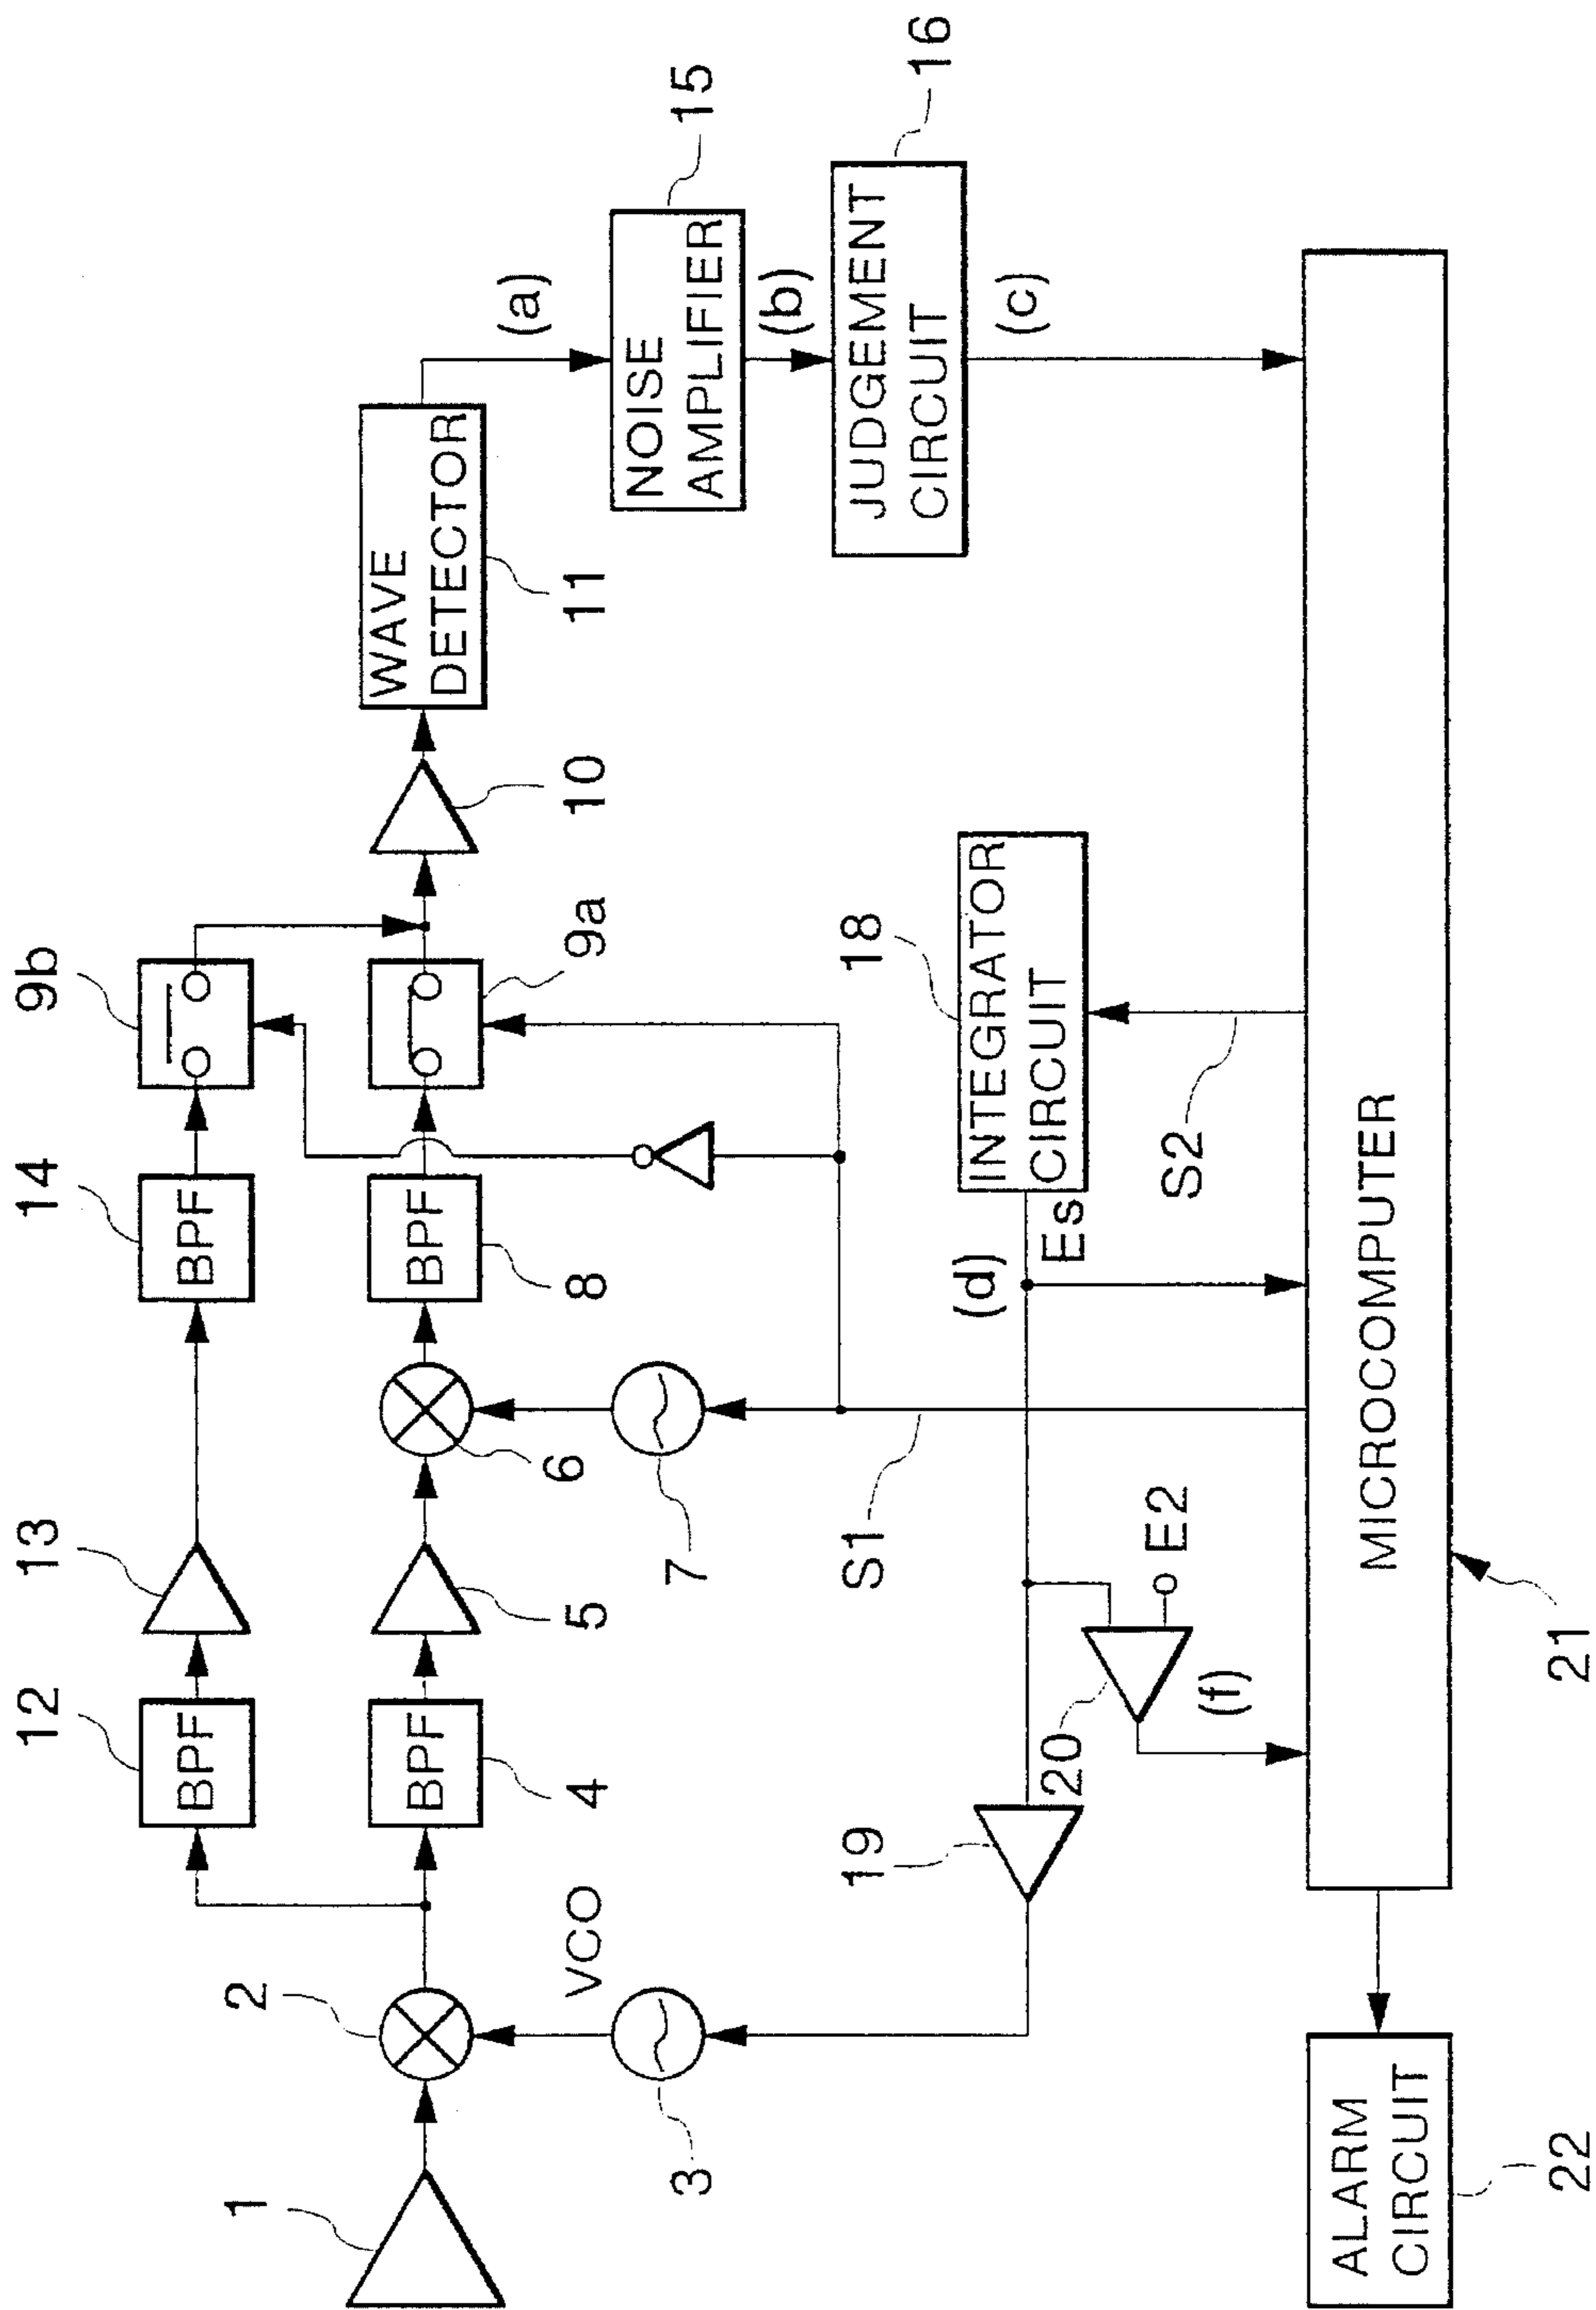 9b
14
13
12
BPF
BPF
WAVE
DETECTOR
11
10
9a
BPF
8
6
5
BPF
4
2
1
(a)
NOISE
AMPLIFIER
15
(b)
JUDGEMENT
CIRCUIT
16
(c)
7
VCO
3
INTEGRATOR
CIRCUIT
18
S2
Es
(d)
S1
E2
20
(f)
19
MICROCOMPUTER
21
ALARM
CIRCUIT
22